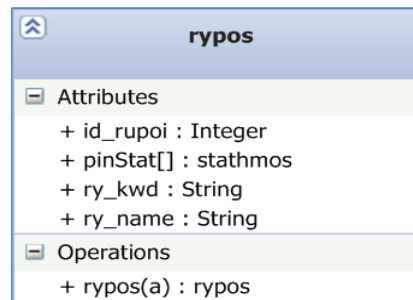 rypos
Attributes
+ id_rupoi : Integer
+ pinStat[] : stathmos
+ ry_kwd : String
+ ry_name : String
Operations
+ rypos(a) : rypos